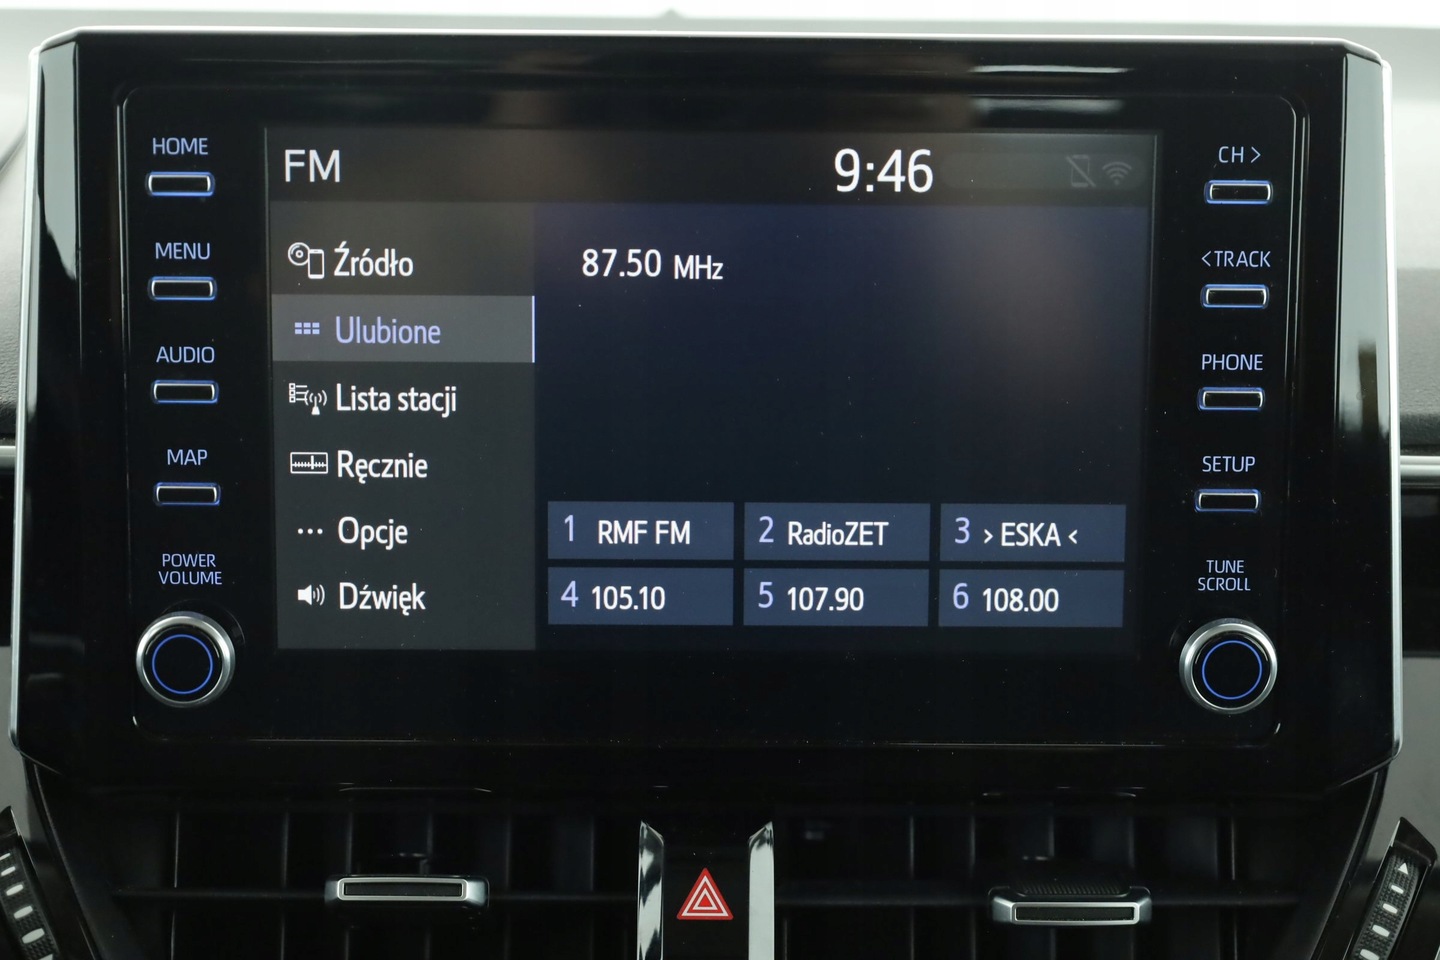 HOME
MENU
AUDIO
MAP
POWER
VOLUME
FM
9:46
Źródło
Ulubione
Lista stacji
Ręcznie
Opcje
Dźwięk
87.50 MHz
1 RMF FM
2 RadioZET
3 › ESKA ‹
4 105.10
5 107.90
6 108.00
CH >
<TRACK
PHONE
SETUP
TUNE
SCROLL